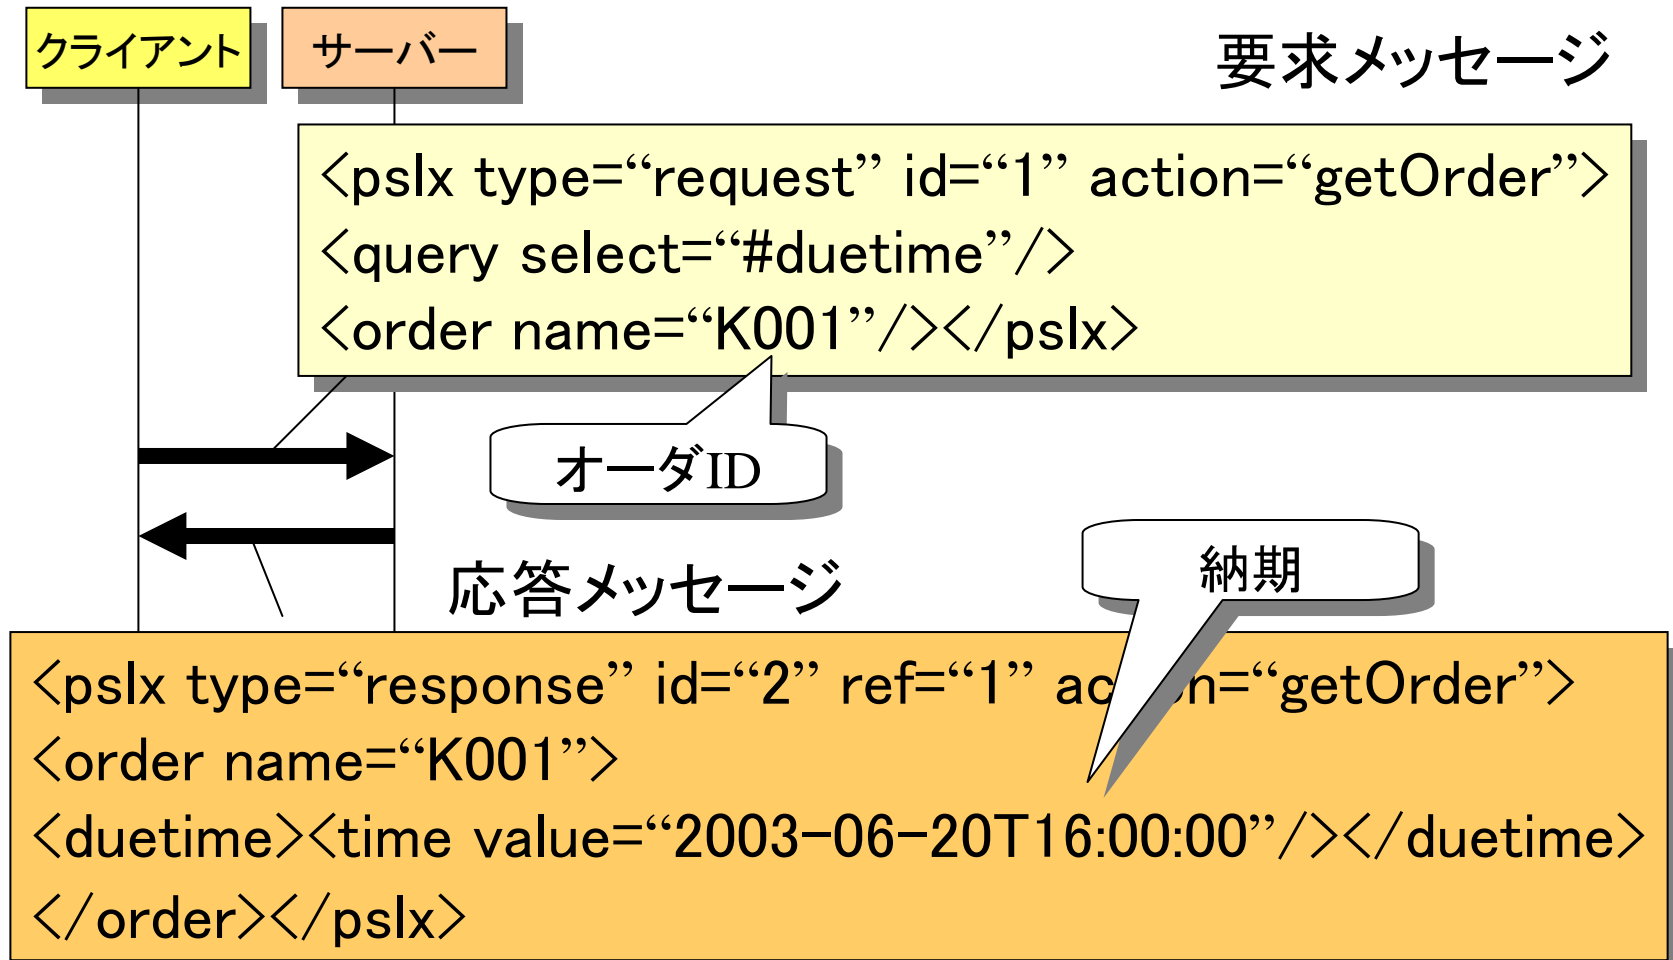 クライアント
サーバー
要求メッセージ
<pslx type=“request” id=“1” action=“getOrder”>
<query select=“#duetime”/>
<order name=“K001”/></pslx>
オーダID
応答メッセージ
納期
<pslx type=“response” id=“2” ref=“1” ac n=“getOrder”>
<order name=“K001”>
<duetime><time value=“2003-06-20T16:00:00”/></duetime>
</order></pslx>